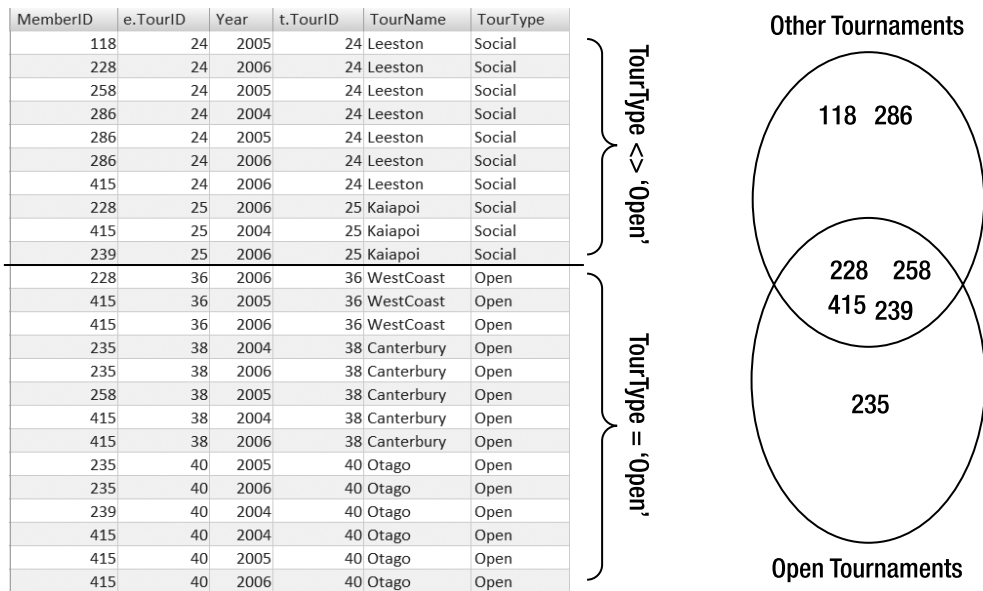 MemberID e.TourID Year t.TourID TourName TourType
118 24 2005 24 Leeston Social
228 24 2006 24 Leeston Social
258 24 2005 24 Leeston Social
286 24 2004 24 Leeston Social
286 24 2005 24 Leeston Social
286 24 2006 24 Leeston Social
415 24 2006 24 Leeston Social
228 25 2006 25 Kaiapoi Social
415 25 2004 25 Kaiapoi Social
239 25 2006 25 Kaiapoi Social
228 36 2006 36 WestCoast Open
415 36 2005 36 WestCoast Open
415 36 2006 36 WestCoast Open
235 38 2004 38 Canterbury Open
235 38 2006 38 Canterbury Open
258 38 2005 38 Canterbury Open
415 38 2004 38 Canterbury Open
415 38 2006 38 Canterbury Open
235 40 2005 40 Otago Open
235 40 2006 40 Otago Open
239 40 2004 40 Otago Open
415 40 2004 40 Otago Open
415 40 2005 40 Otago Open
415 40 2006 40 Otago Open
TourType <> ‘Open’
TourType = ‘Open’
Other Tournaments
118 286
228 258
415 239
235
Open Tournaments